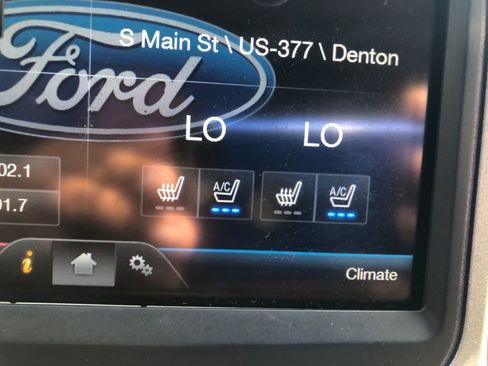 S Main St \ US-377 \ Denton
Ford
LO LO
02.1
A/C A/C
01.7
i
Climate